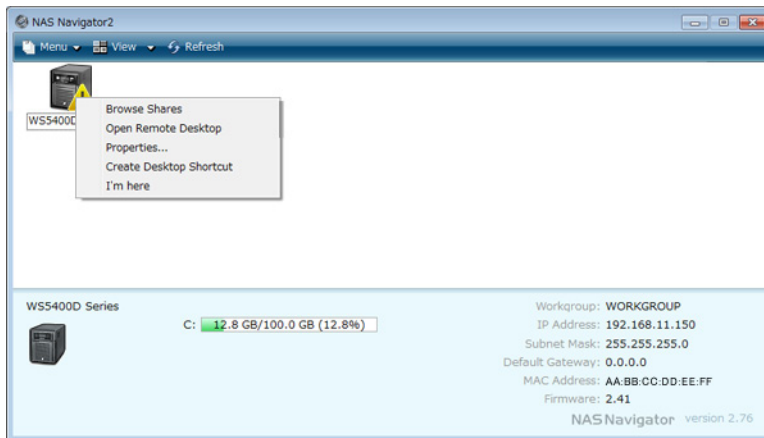 NAS Navigator2
Menu View Refresh
WS5400D
Browse Shares
Open Remote Desktop
Properties...
Create Desktop Shortcut
I'm here
WS5400D Series
C: 12.8 GB/100.0 GB (12.8%)
Workgroup: WORKGROUP
IP Address: 192.168.11.150
Subnet Mask: 255.255.255.0
Default Gateway: 0.0.0.0
MAC Address: AA:BB:CC:DD:EE:FF
Firmware: 2.41
NAS Navigator version 2.76